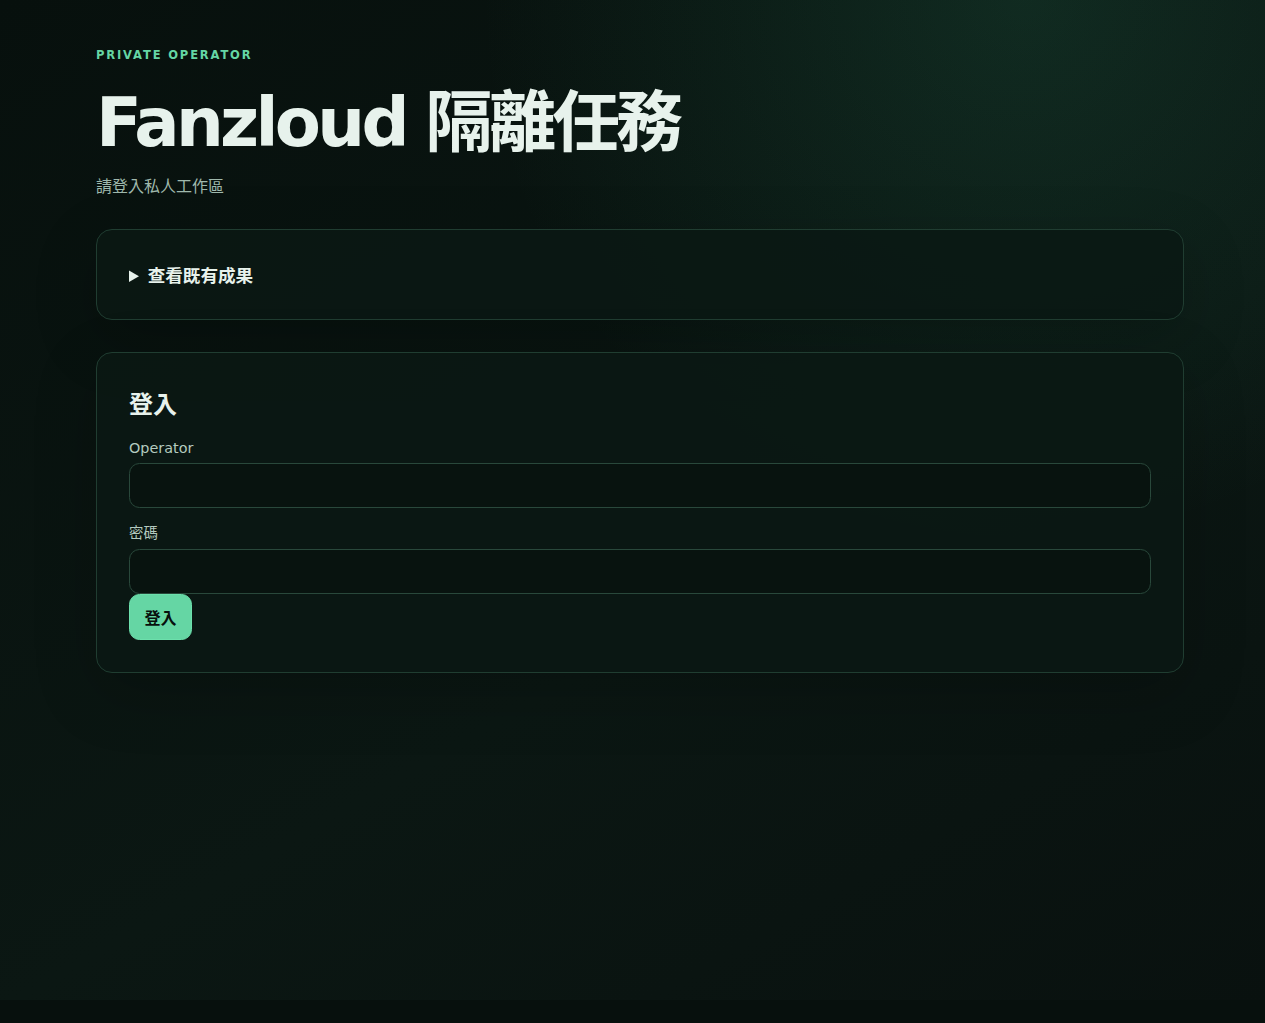 PRIVATE OPERATOR
Fanzloud 隔離任務
請登入私人工作區
查看既有成果
登入
Operator
密碼
登入